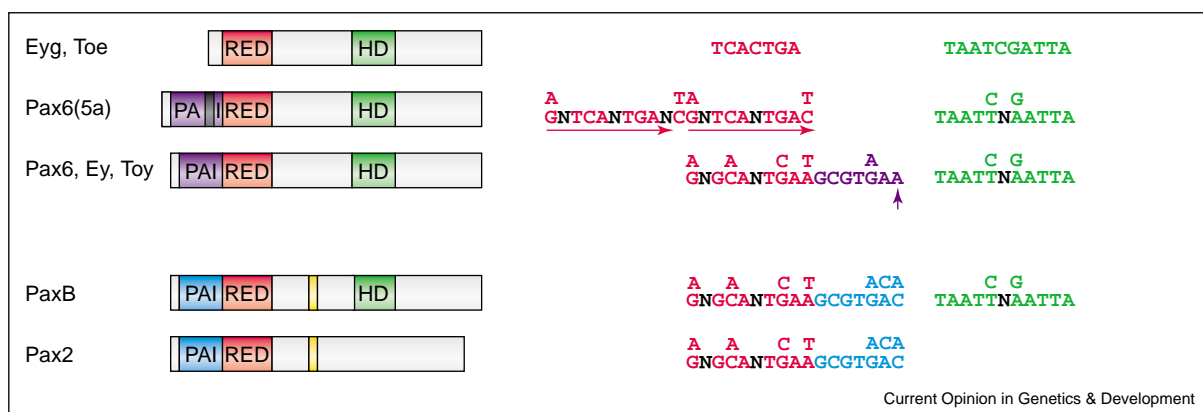 Eyg, Toe RED HD TCACTGA TAATCGATTA
A TA T C G
Pax6(5a) PA I RED HD GNTCANTGANCGNTCANTGAC TAATTNAATTA
A A C T A C G
Pax6, Ey, Toy PAI RED HD GNGCANTGAAGCGTGAA TAATTNAATTA
A A C T ACA C G
PaxB PAI RED HD GNGCANTGAAGCGTGAC TAATTNAATTA
A A C T ACA
Pax2 PAI RED GNGCANTGAAGCGTGAC
Current Opinion in Genetics & Development